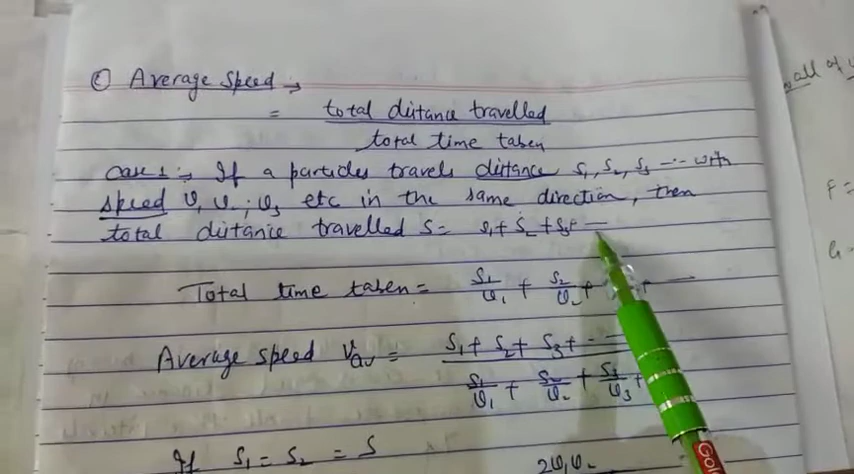 © Average Speed →
= total distance travelled
total time taken
Case 1:→ If a particles travels distance S₁, S₂, S₃ --- with
speed v₁, v₂, v₃ etc in the same direction, then
total distance travelled S = S₁ + S₂ + S₃ + —
Total time taken = S₁/v₁ + S₂/v₂ + + —
Average speed Vav = S₁ + S₂ + S₃ + - -
S₁/v₁ + S₂/v₂ + S₃/v₃ +
If S₁ = S₂ = S
2v₁v₂
all of
F =
Gol